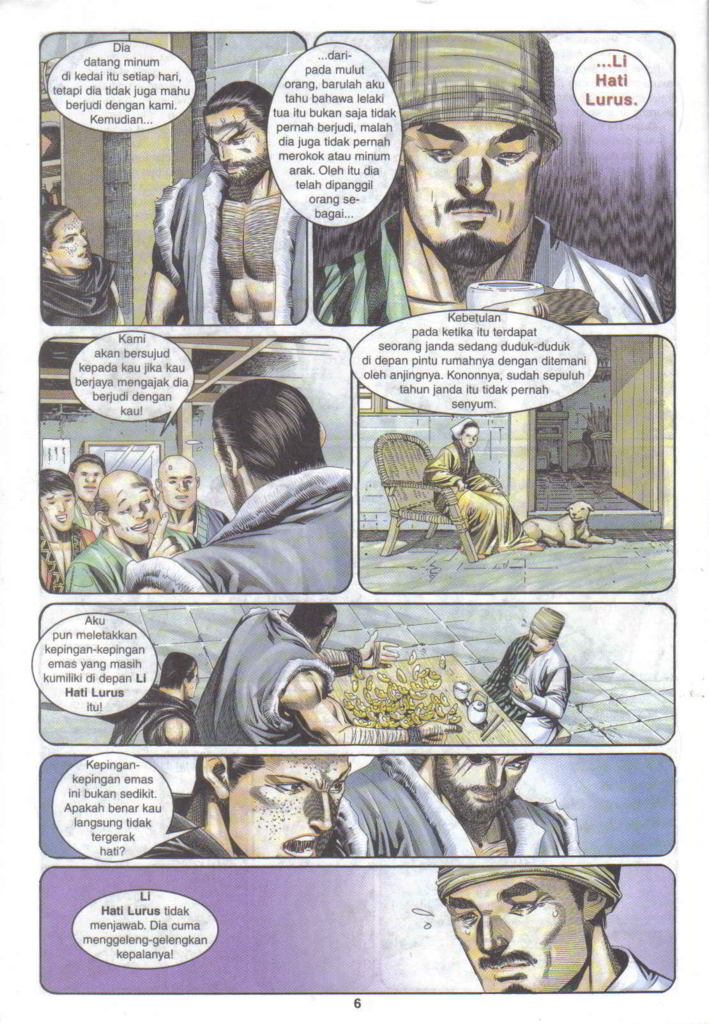 Dia
datang minum
di kedai itu setiap hari,
tetapi dia tidak juga mahu
berjudi dengan kami.
Kemudian...
...dari-
pada mulut
orang, barulah aku
tahu bahawa lelaki
tua itu bukan saja tidak
pernah berjudi, malah
dia juga tidak pernah
merokok atau minum
arak. Oleh itu dia
telah dipanggil
orang se-
bagai...
...Li
Hati
Lurus.
Kami
akan bersujud
kepada kau jika kau
berjaya mengajak dia
berjudi dengan
kau!
Kebetulan
pada ketika itu terdapat
seorang janda sedang duduk-duduk
di depan pintu rumahnya dengan ditemani
oleh anjingnya. Kononnya, sudah sepuluh
tahun janda itu tidak pernah
senyum.
Aku
pun meletakkan
kepingan-kepingan
emas yang masih
kumiliki di depan Li
Hati Lurus
itu!
Kepingan-
kepingan emas
ini bukan sedikit.
Apakah benar kau
langsung tidak
tergerak
hati?
Li
Hati Lurus tidak
menjawab. Dia cuma
menggeleng-gelengkan
kepalanya!
6